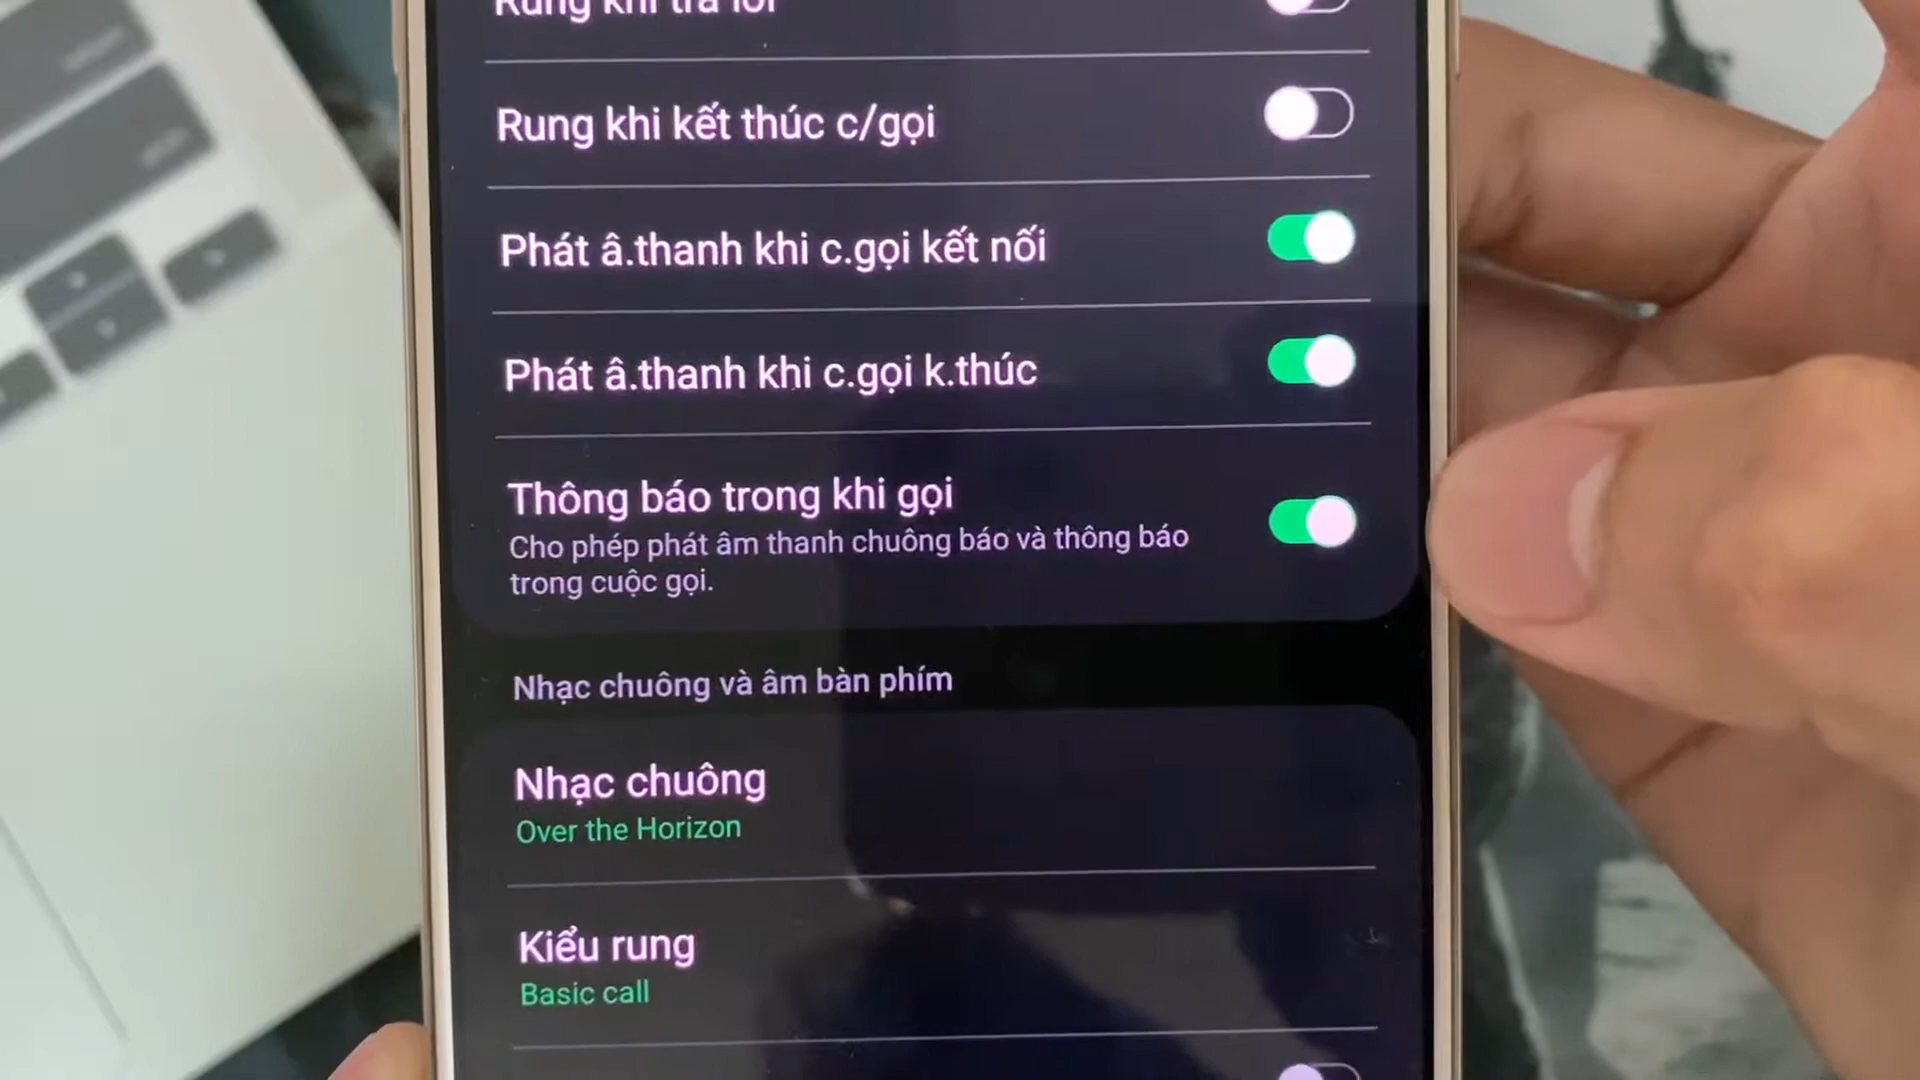 Rung khi trả lời
Rung khi kết thúc c/gọi
Phát â.thanh khi c.gọi kết nối
Phát â.thanh khi c.gọi k.thúc
Thông báo trong khi gọi
Cho phép phát âm thanh chuông báo và thông báo
trong cuộc gọi.
Nhạc chuông và âm bàn phím
Nhạc chuông
Over the Horizon
Kiểu rung
Basic call